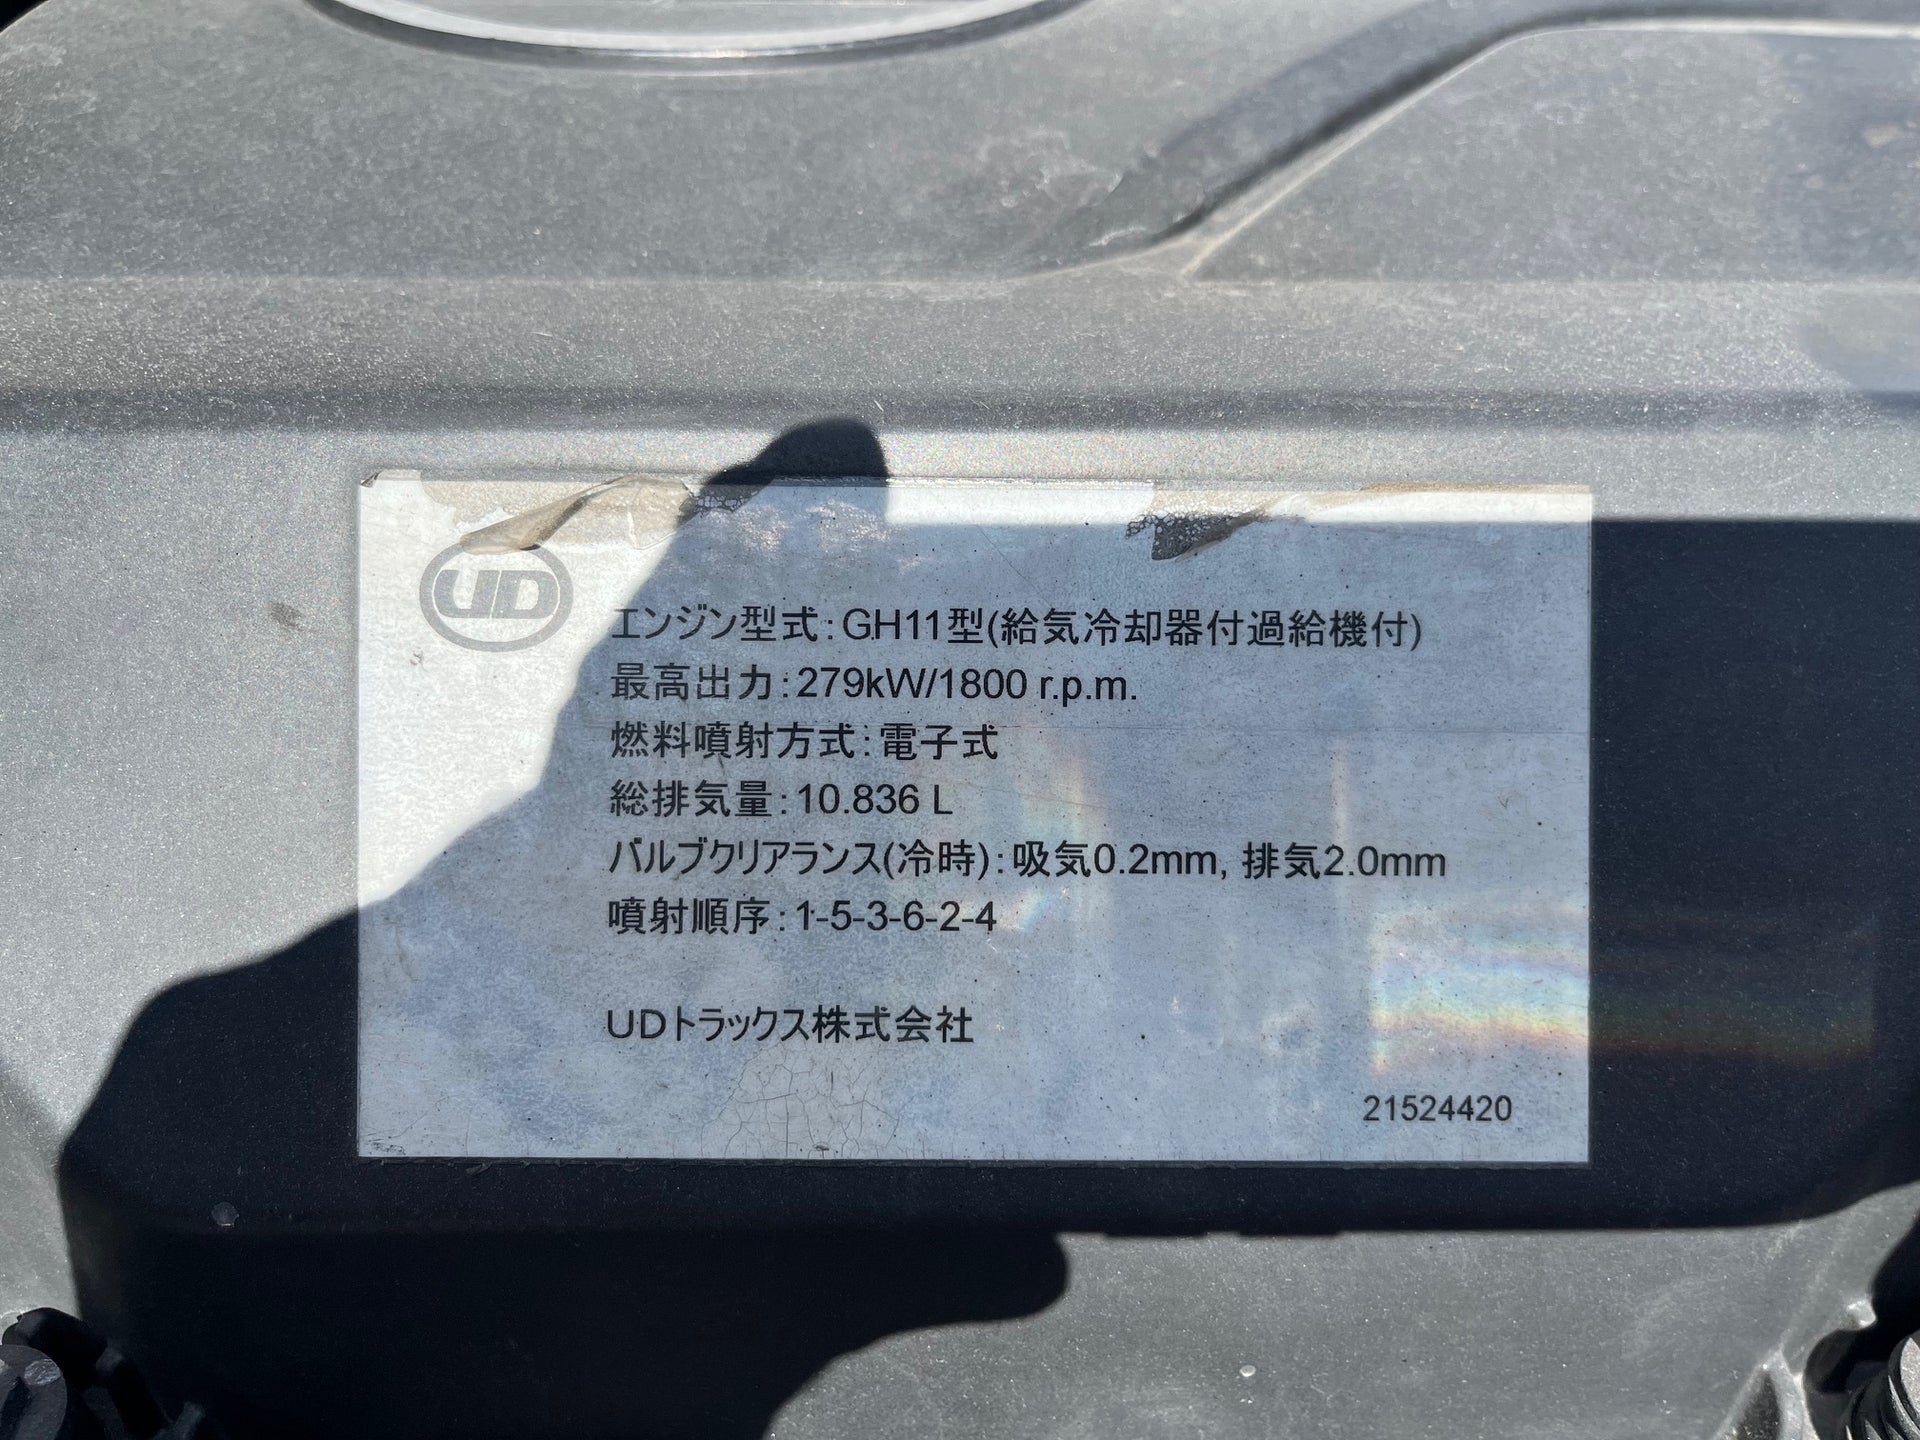 UD
エンジン型式:GH11型(給気冷却器付過給機付)
最高出力:279kW/1800 r.p.m.
燃料噴射方式:電子式
総排気量:10.836 L
バルブクリアランス(冷時):吸気0.2mm, 排気2.0mm
噴射順序:1-5-3-6-2-4
UDトラックス株式会社
21524420